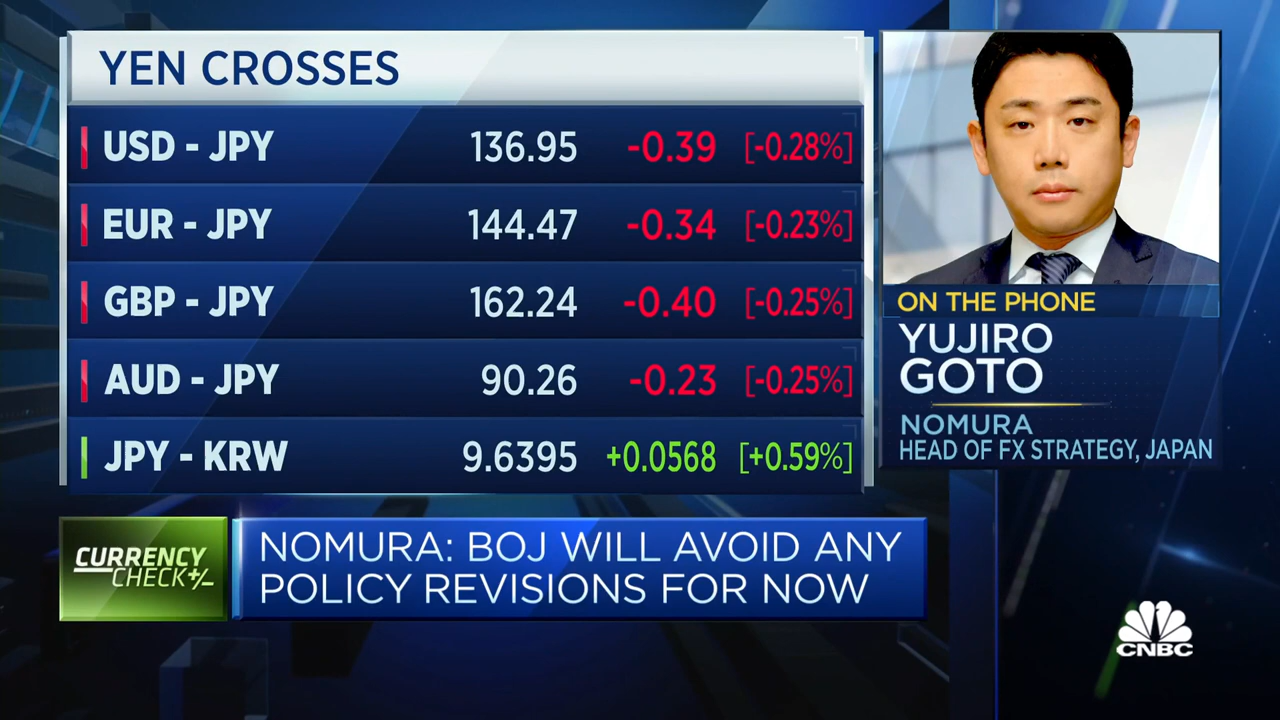 YEN CROSSES
USD - JPY 136.95 -0.39 [-0.28%]
EUR - JPY 144.47 -0.34 [-0.23%]
GBP - JPY 162.24 -0.40 [-0.25%]
AUD - JPY 90.26 -0.23 [-0.25%]
JPY - KRW 9.6395 +0.0568 [+0.59%]
ON THE PHONE
YUJIRO
GOTO
NOMURA
HEAD OF FX STRATEGY, JAPAN
CURRENCY
CHECK+/-
NOMURA: BOJ WILL AVOID ANY
POLICY REVISIONS FOR NOW
CNBC